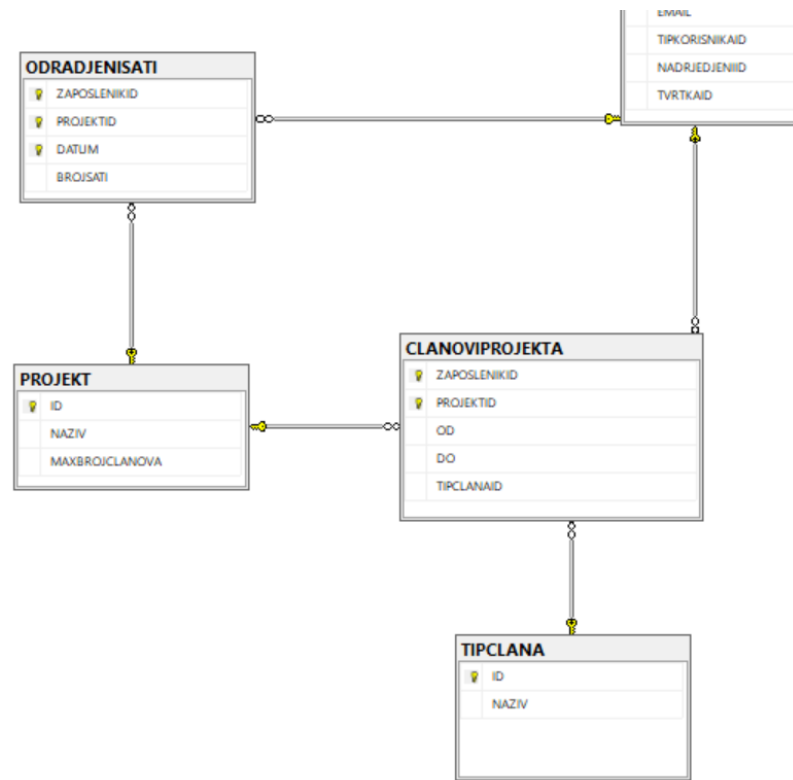 EMAIL
TIPKORISNIKAID
NADRJEDJENIID
TVRTKAID
ODRADJENISATI
ZAPOSLENIKID
PROJEKTID
DATUM
BROJSATI
CLANOVIPROJEKTA
ZAPOSLENIKID
PROJEKTID
OD
DO
TIPCLANAID
PROJEKT
ID
NAZIV
MAXBROJCLANOVA
TIPCLANA
ID
NAZIV